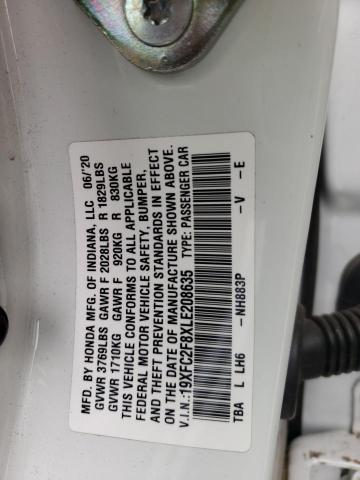 MFD. BY HONDA MFG. OF INDIANA, LLC 06/'20
GVWR 3769LBS GAWR F 2028LBS R 1829LBS
GVWR 1710KG GAWR F 920KG R 830KG
THIS VEHICLE CONFORMS TO ALL APPLICABLE
FEDERAL MOTOR VEHICLE SAFETY, BUMPER,
AND THEFT PREVENTION STANDARDS IN EFFECT
ON THE DATE OF MANUFACTURE SHOWN ABOVE.
V.I.N.: 19XFC2F8XLE208635 TYPE: PASSENGER CAR
TBA L LH6 -NH883P -V -E